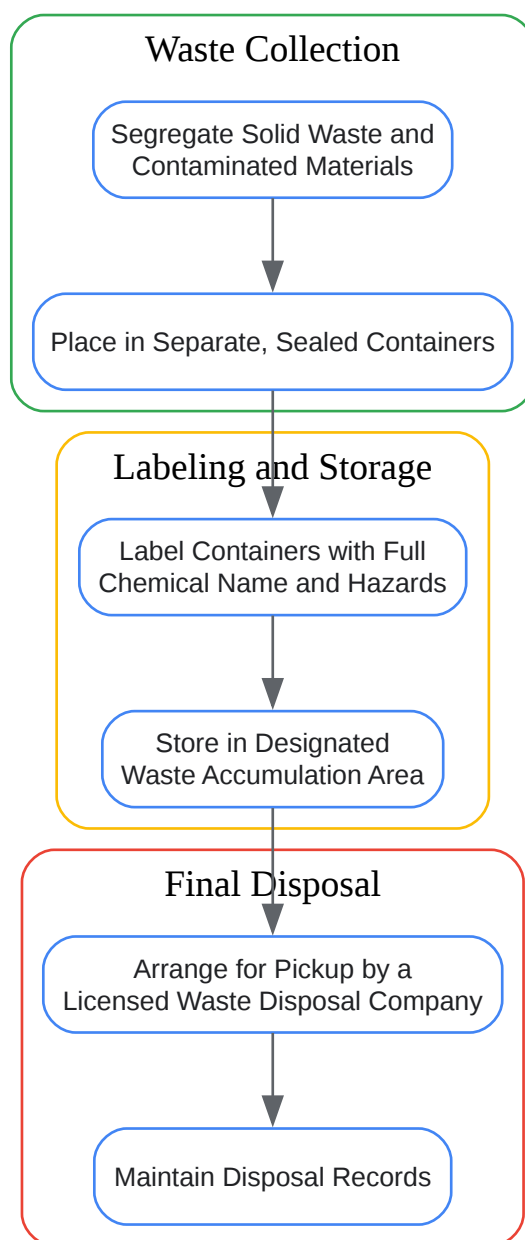 Waste Collection
Segregate Solid Waste and
Contaminated Materials
Place in Separate, Sealed Containers
Labeling and Storage
Label Containers with Full
Chemical Name and Hazards
Store in Designated
Waste Accumulation Area
Final Disposal
Arrange for Pickup by a
Licensed Waste Disposal Company
Maintain Disposal Records